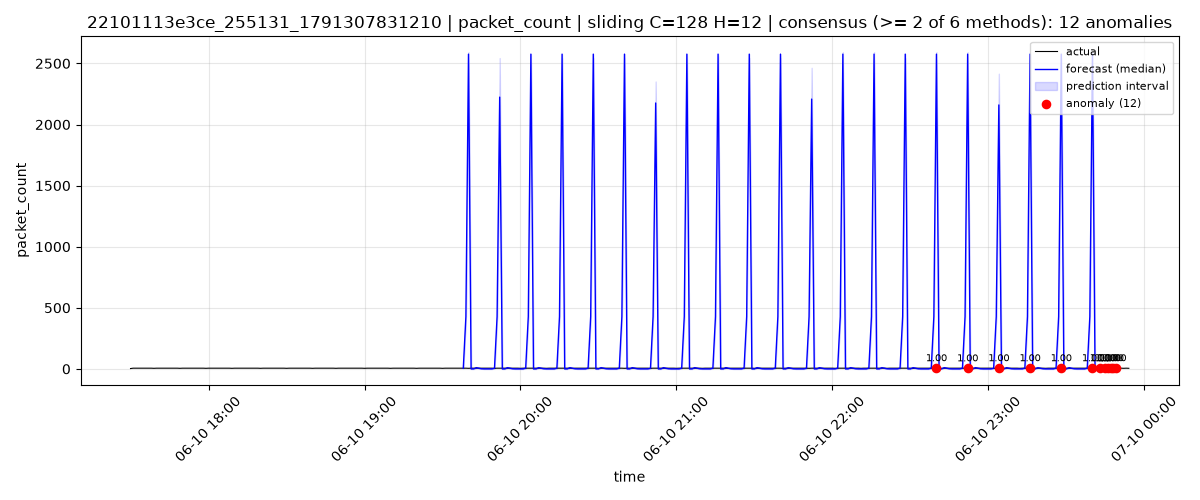 22101113e3ce_255131_1791307831210 | packet_count | sliding C=128 H=12 | consensus (>= 2 of 6 methods): 12 anomalies
actual
forecast (median)
prediction interval
anomaly (12)
packet_count
2500
2000
1500
1000
500
0
1.00 1.00 1.00 1.00 1.00
06-10 18:00
06-10 19:00
06-10 20:00
06-10 21:00
06-10 22:00
06-10 23:00
07-10 00:00
time